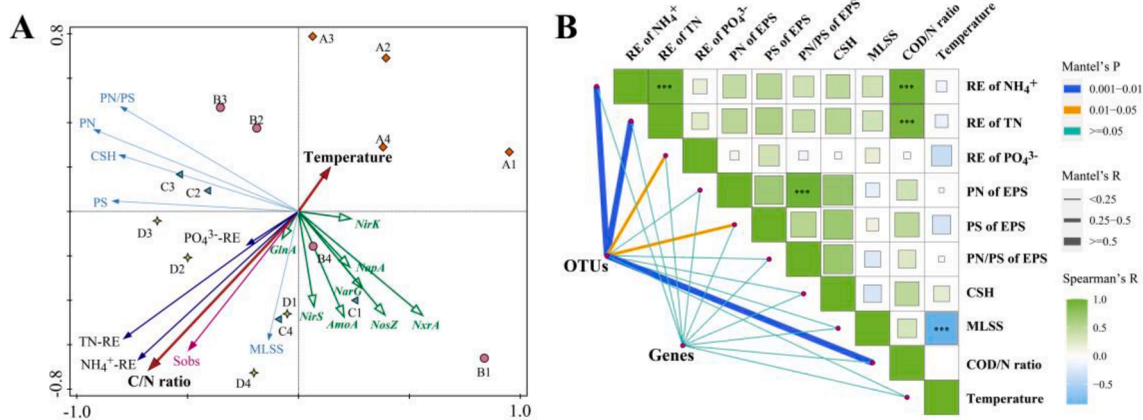 A
0.8
-0.8
-1.0
1.0
A3
A2
A4
A1
B3
B2
B4
B1
C3
C2
C1
C4
D3
D2
D1
D4
PN/PS
PN
CSH
PS
Temperature
PO₄³⁻-RE
TN-RE
NH₄⁺-RE
C/N ratio
Sobs
MLSS
GlnA
NirK
NapA
NarG
NirS
AmoA
NosZ
NxrA
B
RE of NH₄⁺
RE of TN
RE of PO₄³⁻
PN of EPS
PS of EPS
PN/PS of EPS
CSH
MLSS
COD/N ratio
Temperature
***
***
***
***
***
RE of NH₄⁺
RE of TN
RE of PO₄³⁻
PN of EPS
PS of EPS
PN/PS of EPS
CSH
MLSS
COD/N ratio
Temperature
OTUs
Genes
Mantel's P
0.001−0.01
0.01−0.05
>=0.05
Mantel's R
<0.25
0.25−0.5
>=0.5
Spearman's R
1.0
0.5
0.0
−0.5